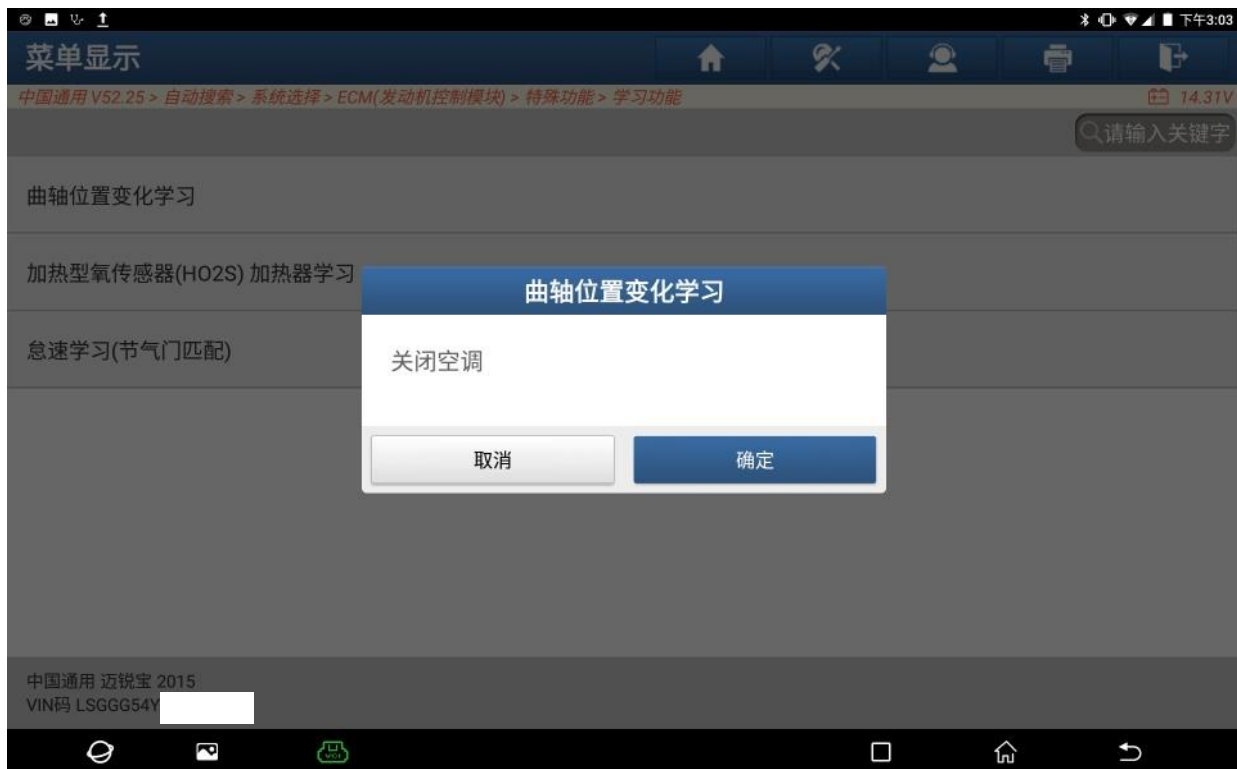 下午3:03
菜单显示
中国通用 V52.25 > 自动搜索 > 系统选择 > ECM(发动机控制模块) > 特殊功能 > 学习功能
14.31V
请输入关键字
曲轴位置变化学习
加热型氧传感器(HO2S) 加热器学习
怠速学习(节气门匹配)
曲轴位置变化学习
关闭空调
取消
确定
中国通用 迈锐宝 2015
VIN码 LSGGG54Y
VCI